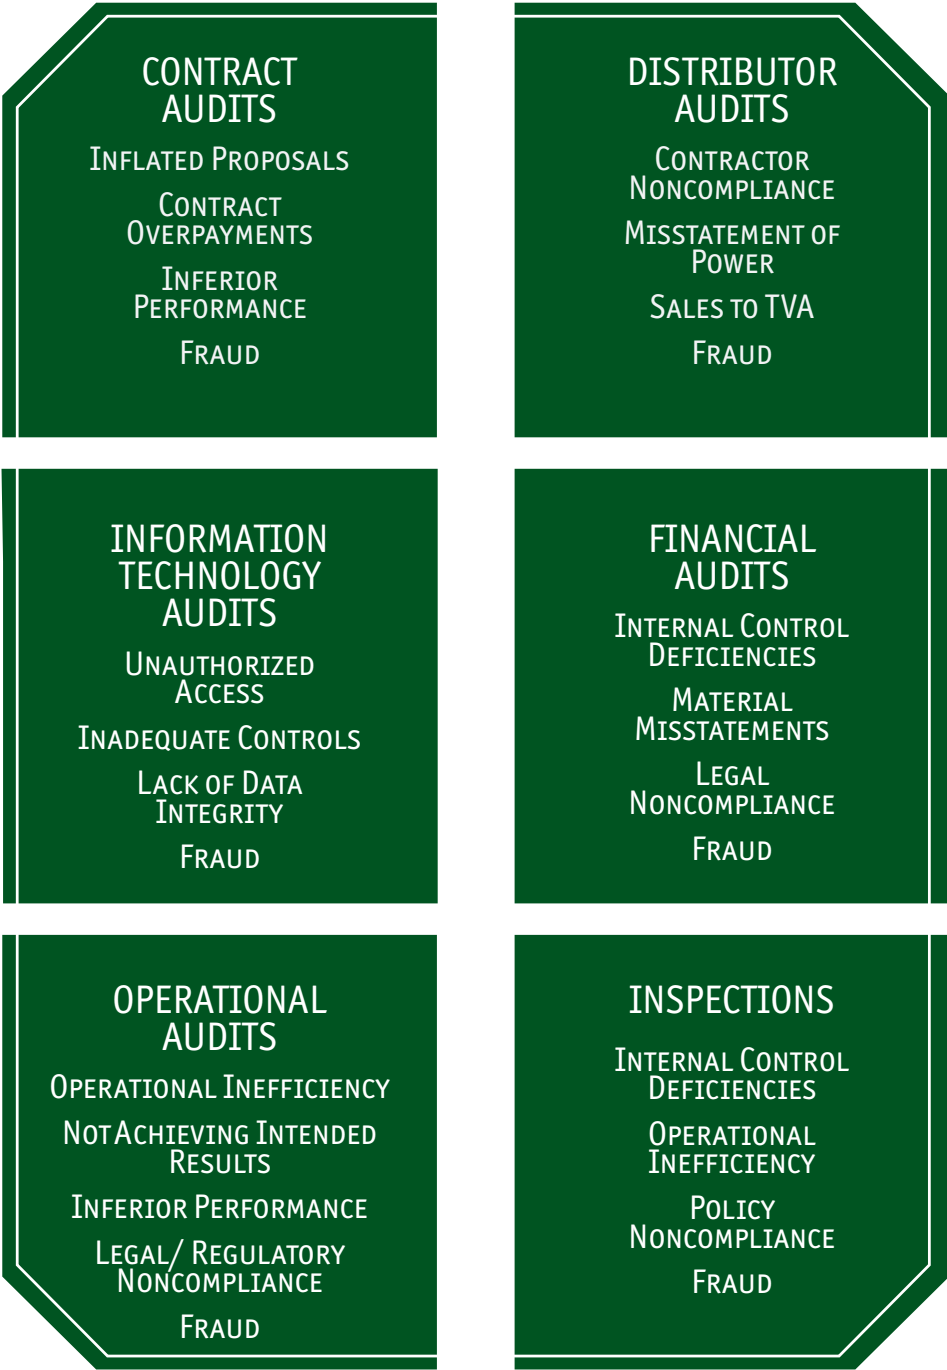 CONTRACT
AUDITS
INFLATED PROPOSALS
CONTRACT
OVERPAYMENTS
INFERIOR
PERFORMANCE
FRAUD
DISTRIBUTOR
AUDITS
CONTRACTOR
NONCOMPLIANCE
MISSTATEMENT OF
POWER
SALES TO TVA
FRAUD
INFORMATION
TECHNOLOGY
AUDITS
UNAUTHORIZED
ACCESS
INADEQUATE CONTROLS
LACK OF DATA
INTEGRITY
FRAUD
FINANCIAL
AUDITS
INTERNAL CONTROL
DEFICIENCIES
MATERIAL
MISSTATEMENTS
LEGAL
NONCOMPLIANCE
FRAUD
OPERATIONAL
AUDITS
OPERATIONAL INEFFICIENCY
NOT ACHIEVING INTENDED
RESULTS
INFERIOR PERFORMANCE
LEGAL/ REGULATORY
NONCOMPLIANCE
FRAUD
INSPECTIONS
INTERNAL CONTROL
DEFICIENCIES
OPERATIONAL
INEFFICIENCY
POLICY
NONCOMPLIANCE
FRAUD